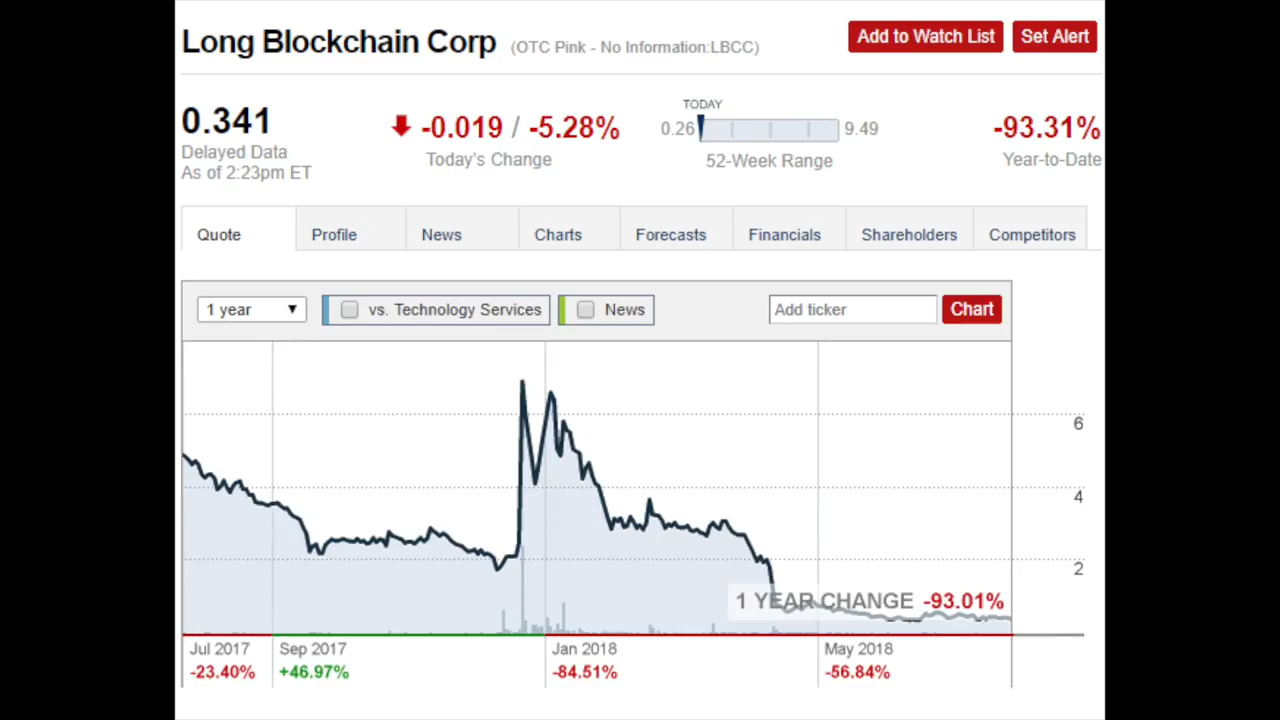 Long Blockchain Corp (OTC Pink - No Information:LBCC)
Add to Watch List
Set Alert
0.341
Delayed Data
As of 2:23pm ET
-0.019 / -5.28%
Today's Change
TODAY
0.26
9.49
52-Week Range
-93.31%
Year-to-Date
Quote
Profile
News
Charts
Forecasts
Financials
Shareholders
Competitors
1 year
vs. Technology Services
News
Add ticker
Chart
6
4
2
1 YEAR CHANGE -93.01%
Jul 2017
-23.40%
Sep 2017
+46.97%
Jan 2018
-84.51%
May 2018
-56.84%